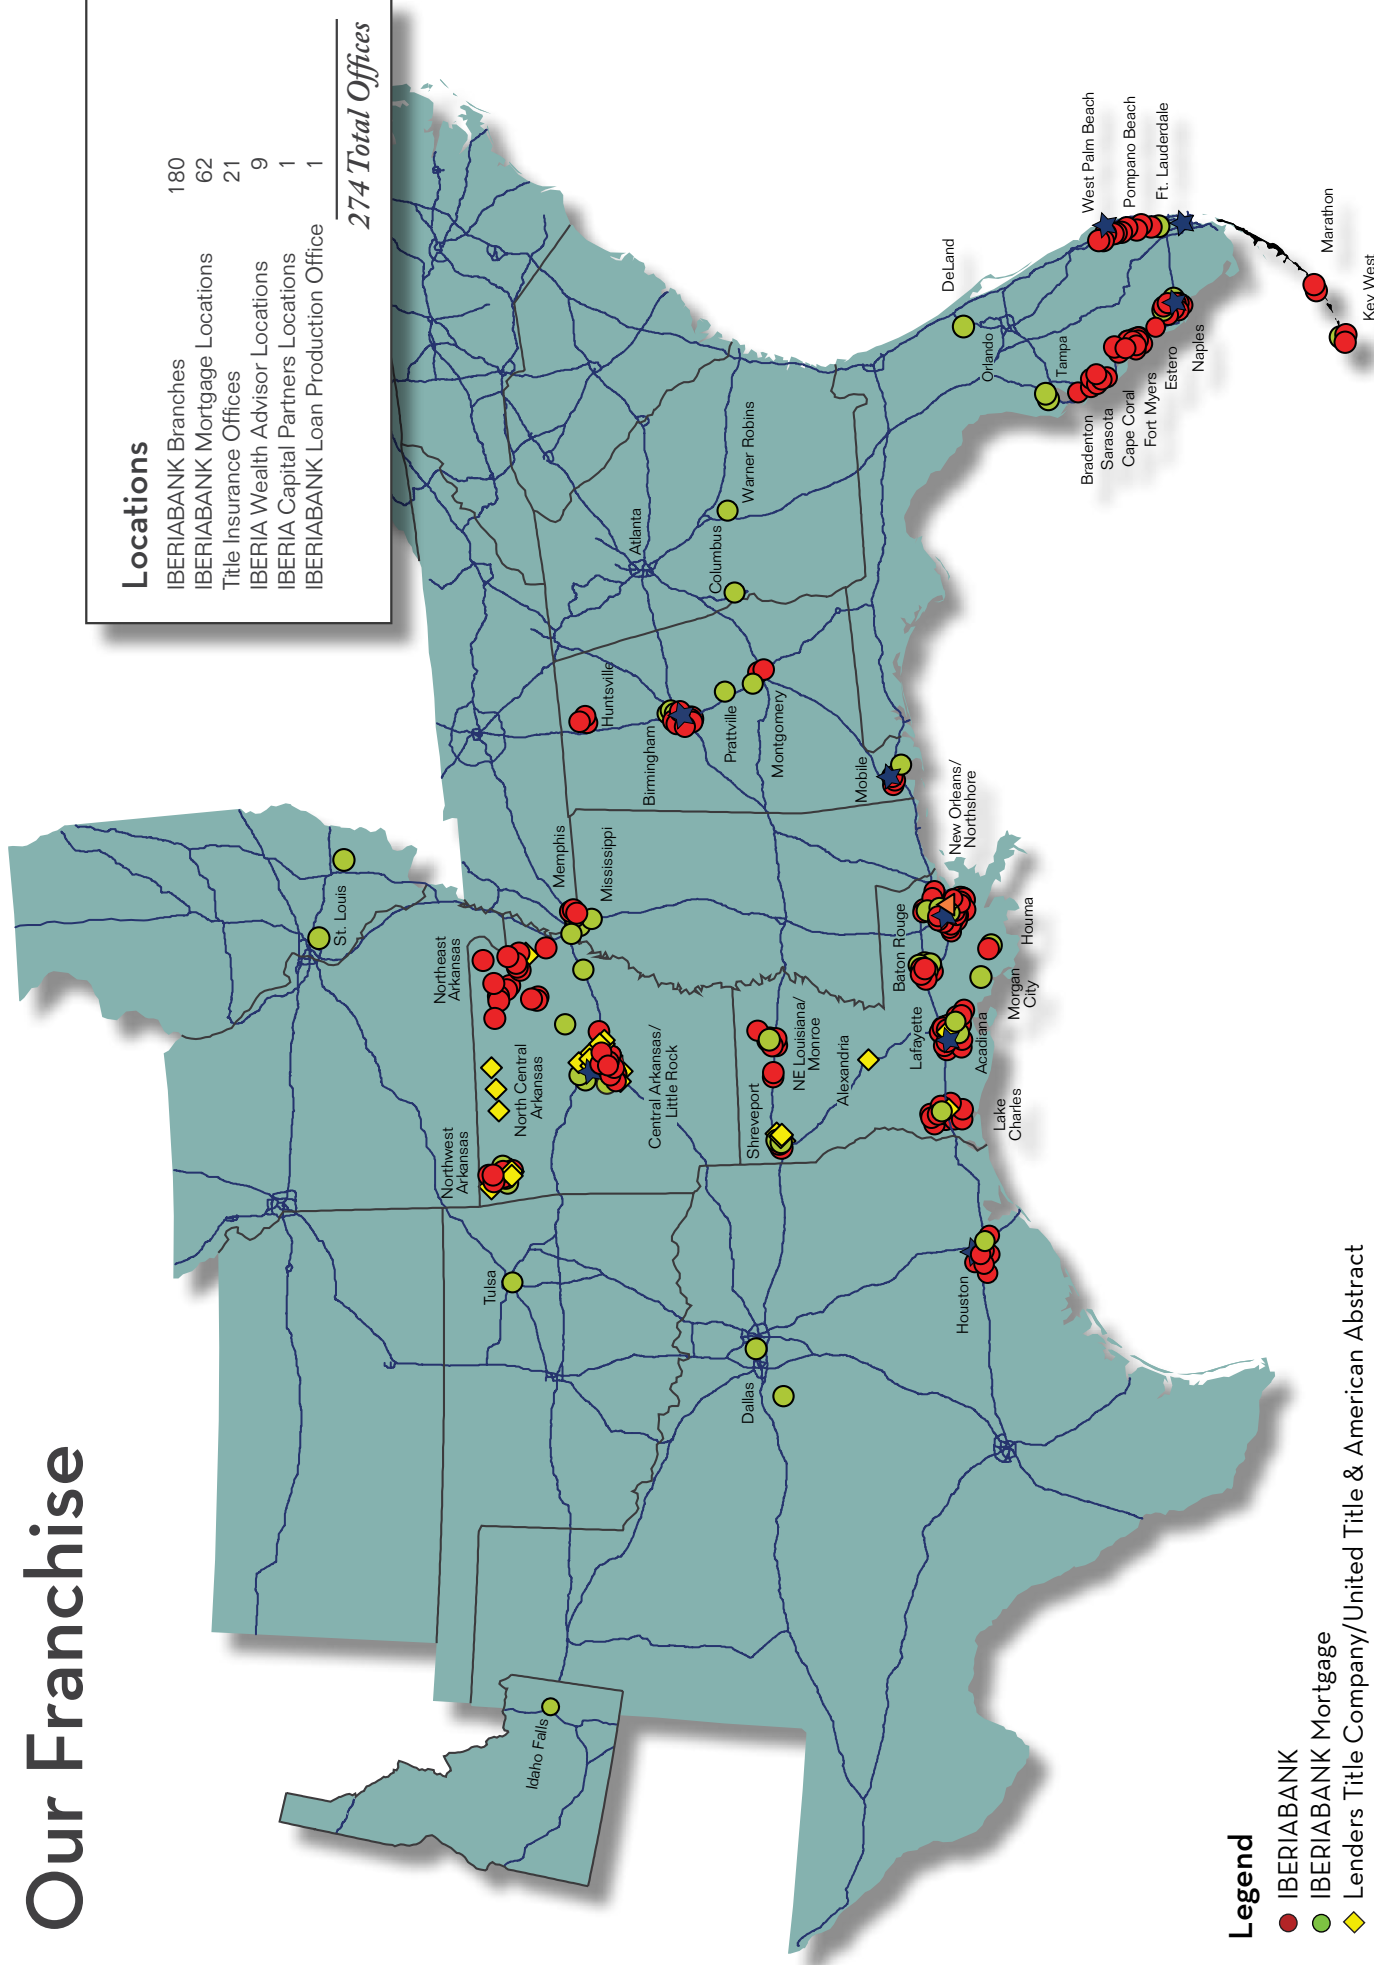 Our Franchise
Locations
IBERIABANK Branches 180
IBERIABANK Mortgage Locations 62
Title Insurance Offices 21
IBERIA Wealth Advisor Locations 9
IBERIA Capital Partners Locations 1
IBERIABANK Loan Production Office 1
274 Total Offices
St. Louis
Idaho Falls
Tulsa
Northwest
Arkansas
North Central
Arkansas
Northeast
Arkansas
Memphis
Mississippi
Huntsville
Central Arkansas/
Little Rock
Birmingham
Atlanta
Prattville
Columbus
Warner Robins
Montgomery
Dallas
Shreveport
NE Louisiana/
Monroe
Alexandria
Mobile
Houston
Lake
Charles
Lafayette
Acadiana
Baton Rouge
Morgan
City
Houma
New Orleans/
Northshore
DeLand
Orlando
Tampa
Bradenton
Sarasota
Cape Coral
Fort Myers
Estero
Naples
West Palm Beach
Pompano Beach
Ft. Lauderdale
Marathon
Key West
Legend
IBERIABANK
IBERIABANK Mortgage
Lenders Title Company/United Title & American Abstract